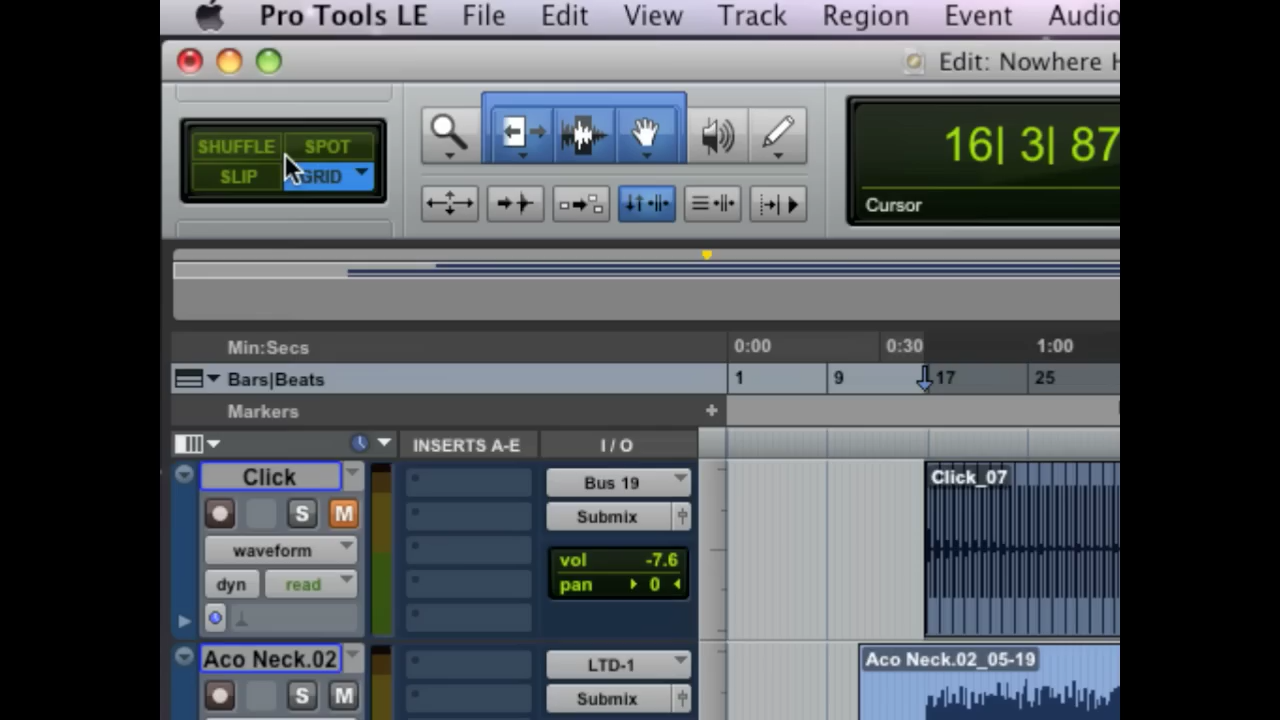 Pro Tools LE File Edit View Track Region Event Audio
Edit: Nowhere H
SHUFFLE SPOT
SLIP GRID
16| 3| 87
Cursor
Min:Secs 0:00 0:30 1:00
Bars|Beats 1 9 17 25
Markers +
INSERTS A-E I / O
Click Bus 19 Click_07
S M Submix
waveform
vol -7.6
dyn read pan 0
Aco Neck.02 LTD-1 Aco Neck.02_05-19
S M Submix